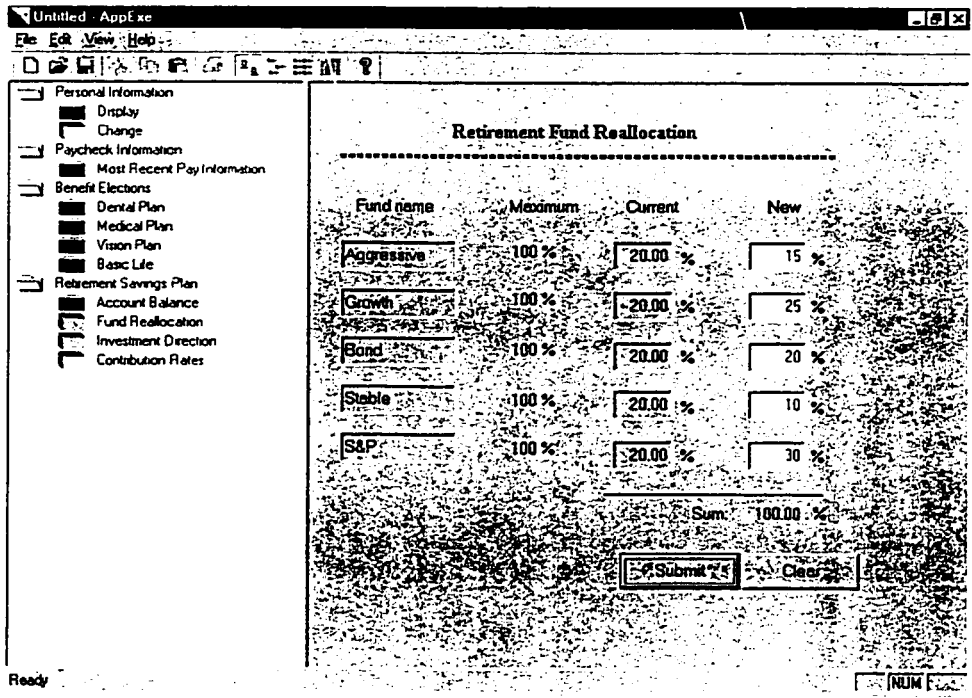 Untitled - AppExe
File Edit View Help
Personal Information
Display
Change
Paycheck Information
Most Recent Pay Information
Benefit Elections
Dental Plan
Medical Plan
Vision Plan
Basic Life
Retirement Savings Plan
Account Balance
Fund Reallocation
Investment Direction
Contribution Rates
Retirement Fund Reallocation
Fund name Maximum Current New
Aggressive 100 % 20.00 % 15 %
Growth 100 % 20.00 % 25 %
Bond 100 % 20.00 % 20 %
Stable 100 % 20.00 % 10 %
S&P 100 % 20.00 % 30 %
Sum: 100.00 %
Submit Clear
Ready NUM